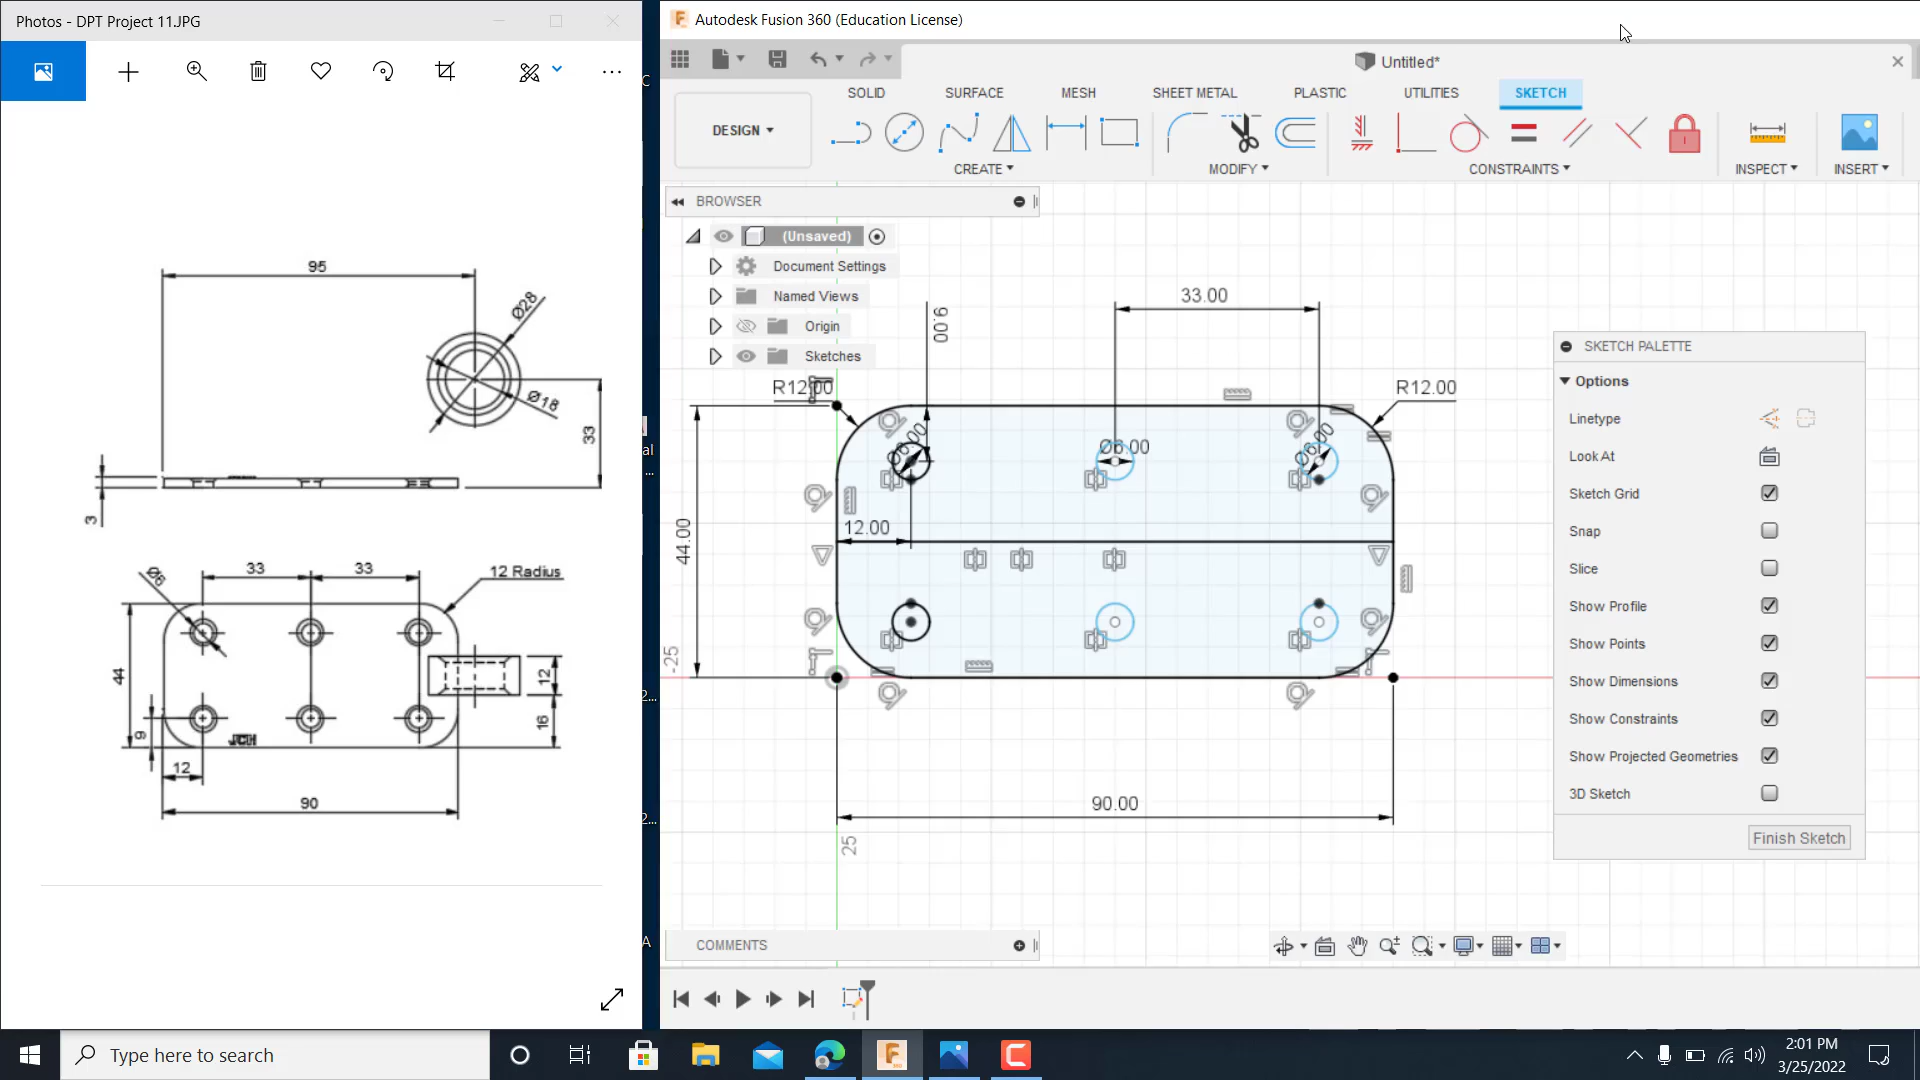 Photos - DPT Project 11.JPG
Autodesk Fusion 360 (Education License)
Untitled*
SOLID SURFACE MESH SHEET METAL PLASTIC UTILITIES SKETCH
DESIGN
CREATE MODIFY CONSTRAINTS INSPECT INSERT
BROWSER
(Unsaved)
Document Settings
Named Views
Origin
Sketches
95
Ø28
Ø18
33
3
Ø6
33
33
12 Radius
44
12
16
9
JCH
12
90
33.00
9.00
R12.00
R12.00
Ø6.00
Ø6.00
Ø6.00
12.00
44.00
-25
90.00
25
SKETCH PALETTE
Options
Linetype
Look At
Sketch Grid
Snap
Slice
Show Profile
Show Points
Show Dimensions
Show Constraints
Show Projected Geometries
3D Sketch
Finish Sketch
COMMENTS
C
al
...
2...
2...
A
Type here to search
2:01 PM
3/25/2022